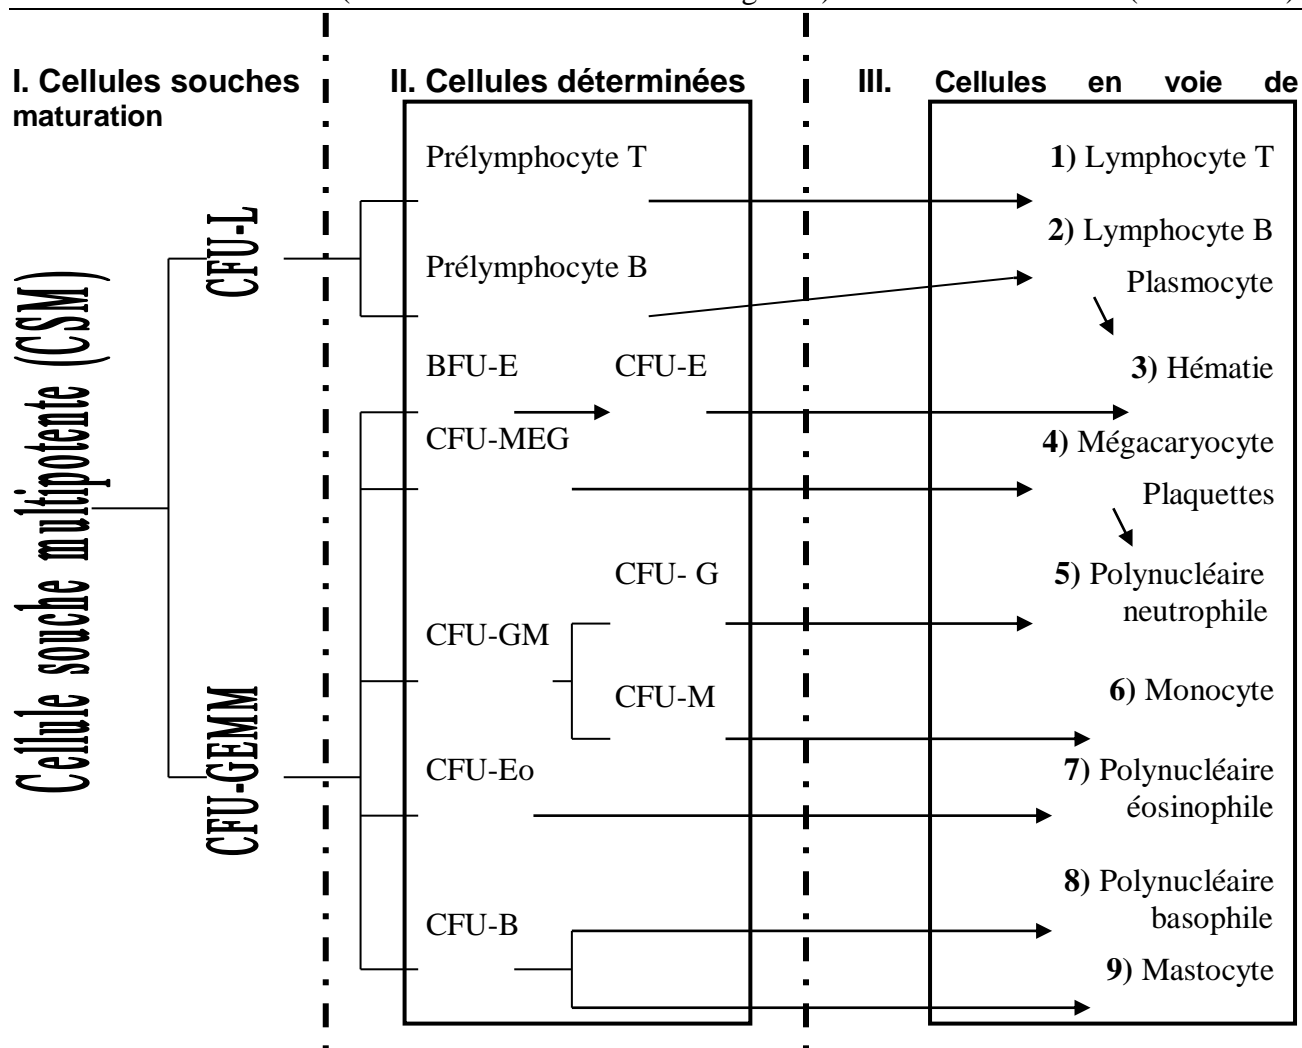 I. Cellules souches
maturation
II. Cellules déterminées
III. Cellules en voie de
Cellule souche multipotente (CSM)
CFU-L
CFU-GEMM
Prélymphocyte T
Prélymphocyte B
BFU-E CFU-E
CFU-MEG
CFU- G
CFU-GM
CFU-M
CFU-Eo
CFU-B
1) Lymphocyte T
2) Lymphocyte B
Plasmocyte
3) Hématie
4) Mégacaryocyte
Plaquettes
5) Polynucléaire
neutrophile
6) Monocyte
7) Polynucléaire
éosinophile
8) Polynucléaire
basophile
9) Mastocyte